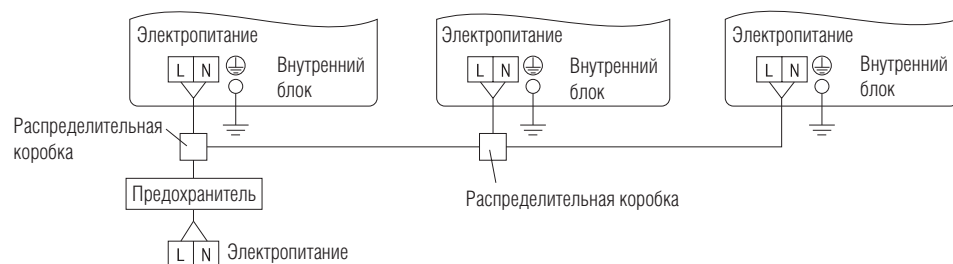 Электропитание
L N
Внутренний
блок
Электропитание
L N
Внутренний
блок
Электропитание
L N
Внутренний
блок
Распределительная
коробка
Распределительная коробка
Предохранитель
L N
Электропитание